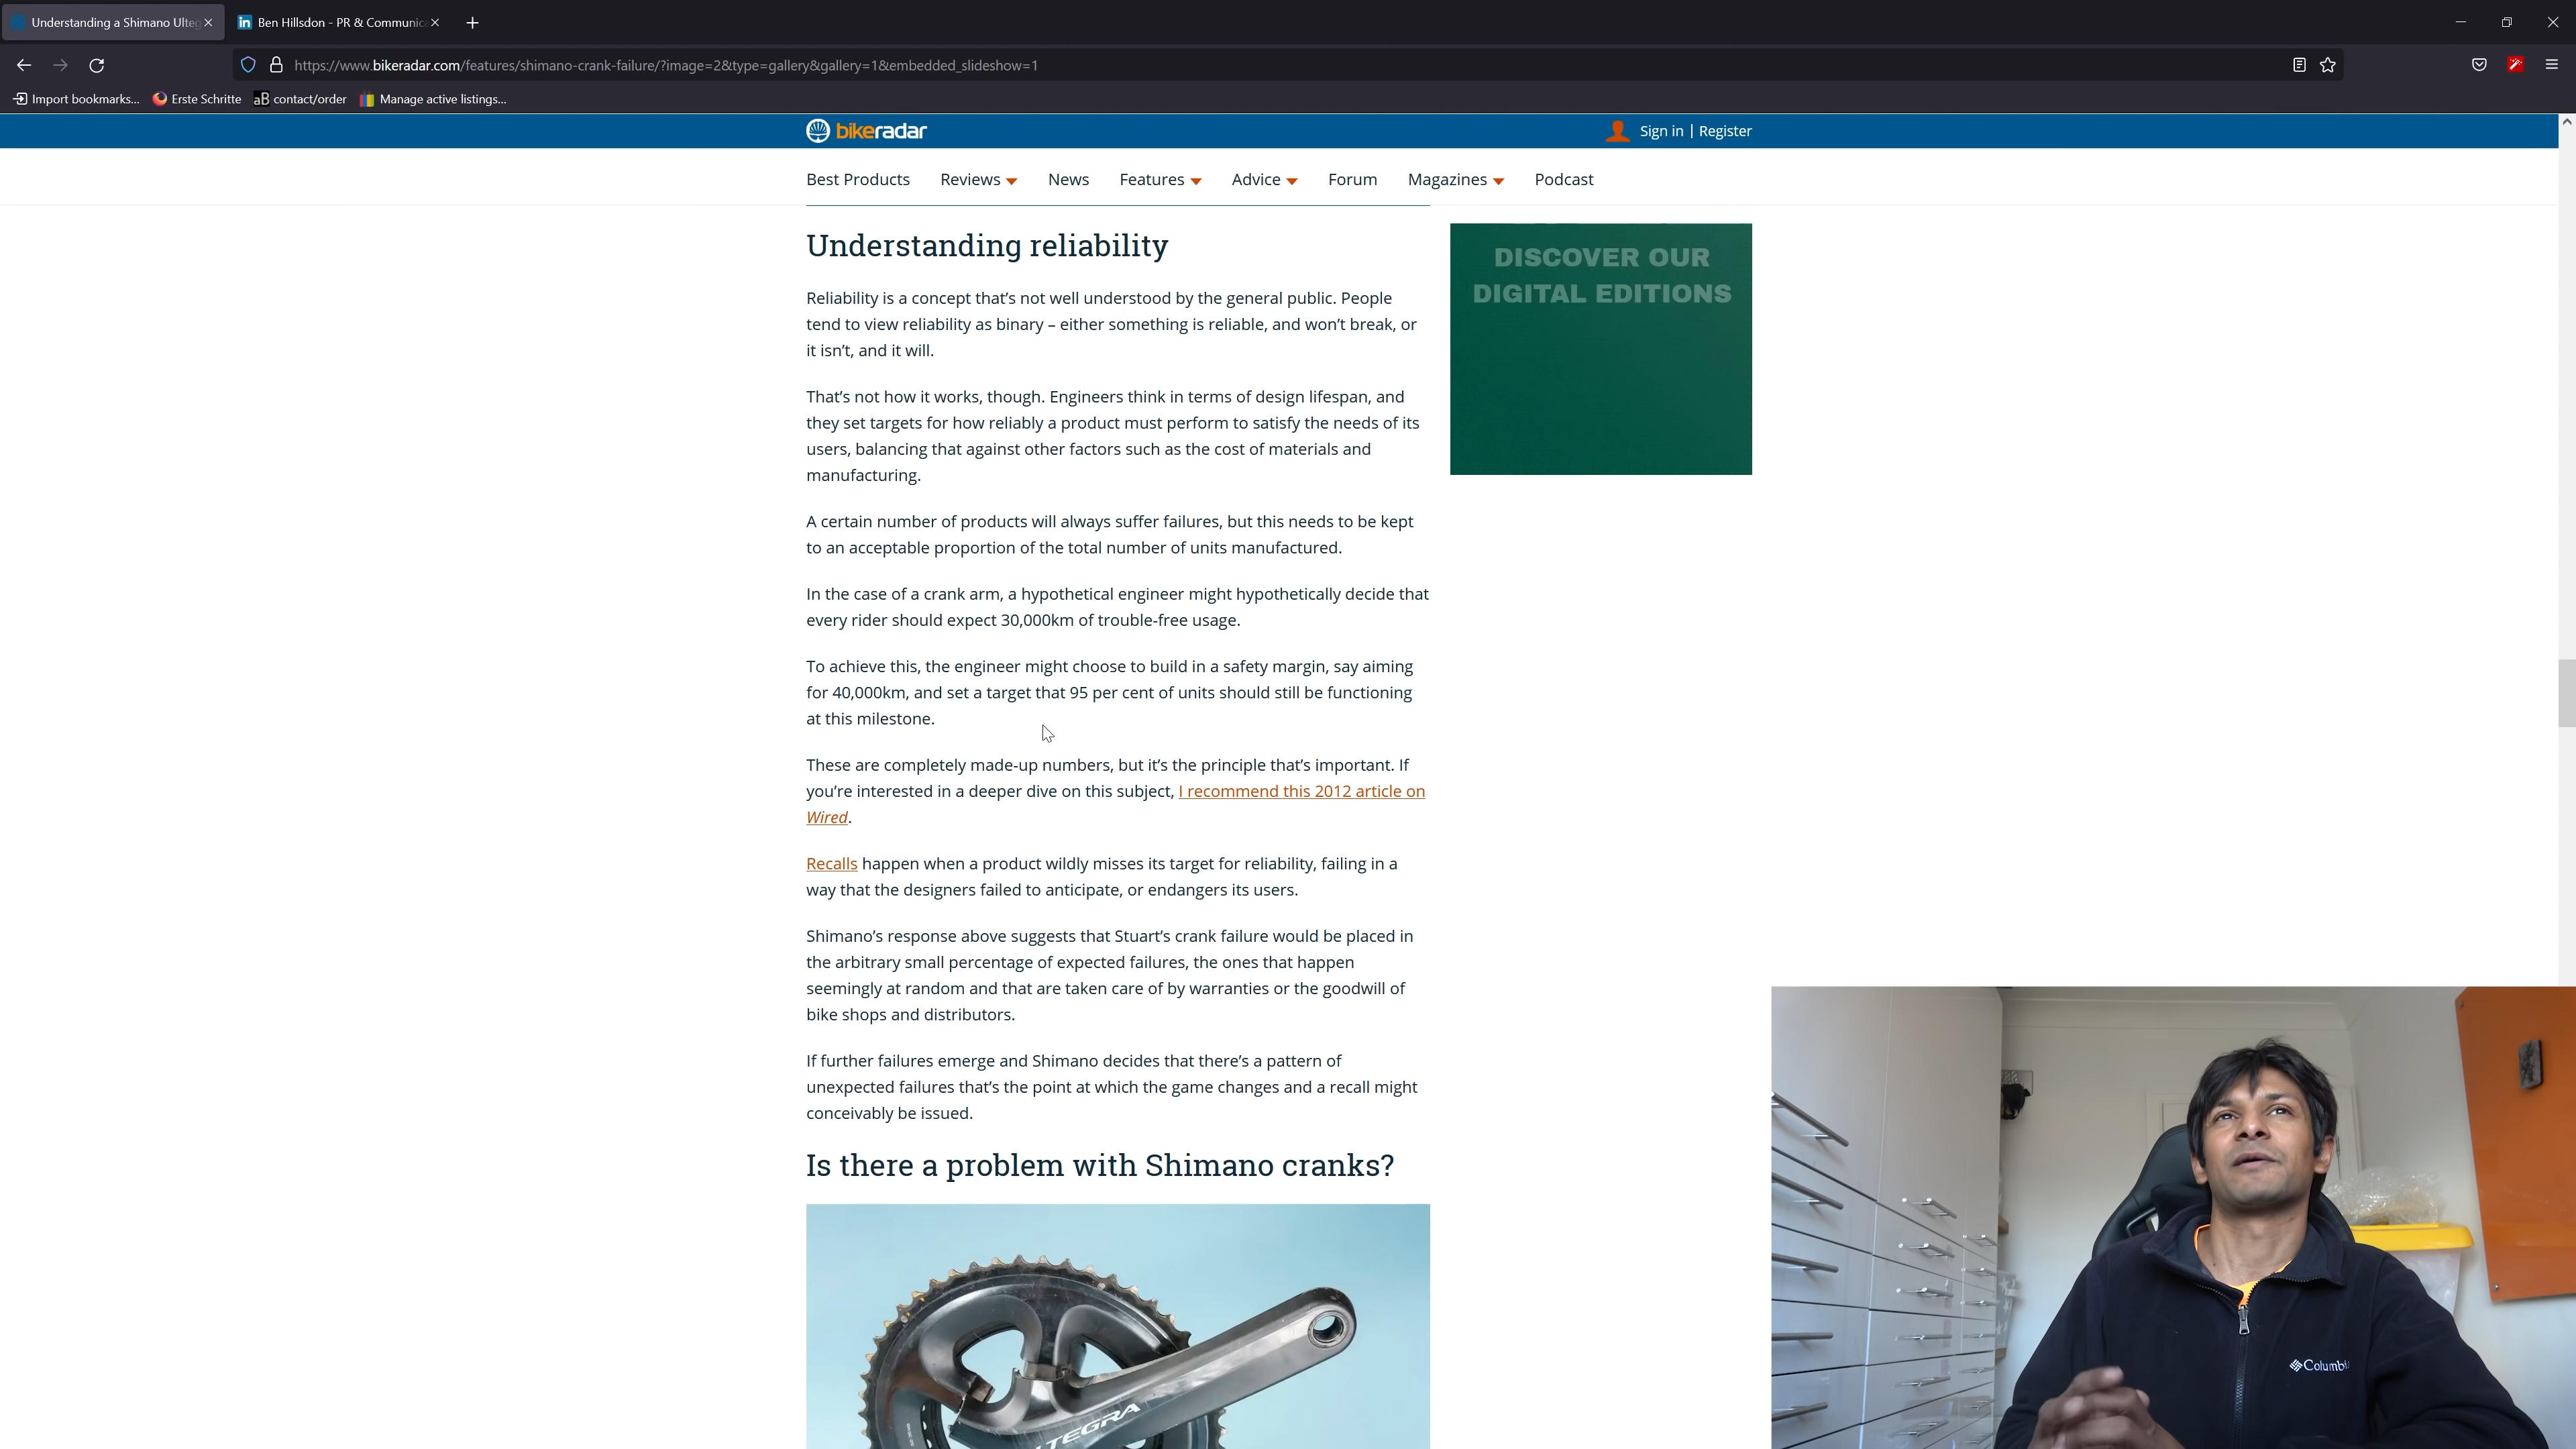 Understanding a Shimano Ulteg
Ben Hillsdon - PR & Communic
https://www.bikeradar.com/features/shimano-crank-failure/?image=2&type=gallery&gallery=1&embedded_slideshow=1
Import bookmarks...
Erste Schritte
aB contact/order
Manage active listings...
bikeradar
Sign in | Register
Best Products
Reviews
News
Features
Advice
Forum
Magazines
Podcast
Understanding reliability
DISCOVER OUR
DIGITAL EDITIONS
Reliability is a concept that's not well understood by the general public. People
tend to view reliability as binary – either something is reliable, and won't break, or
it isn't, and it will.
That's not how it works, though. Engineers think in terms of design lifespan, and
they set targets for how reliably a product must perform to satisfy the needs of its
users, balancing that against other factors such as the cost of materials and
manufacturing.
A certain number of products will always suffer failures, but this needs to be kept
to an acceptable proportion of the total number of units manufactured.
In the case of a crank arm, a hypothetical engineer might hypothetically decide that
every rider should expect 30,000km of trouble-free usage.
To achieve this, the engineer might choose to build in a safety margin, say aiming
for 40,000km, and set a target that 95 per cent of units should still be functioning
at this milestone.
These are completely made-up numbers, but it's the principle that's important. If
you're interested in a deeper dive on this subject, I recommend this 2012 article on
Wired.
Recalls happen when a product wildly misses its target for reliability, failing in a
way that the designers failed to anticipate, or endangers its users.
Shimano's response above suggests that Stuart's crank failure would be placed in
the arbitrary small percentage of expected failures, the ones that happen
seemingly at random and that are taken care of by warranties or the goodwill of
bike shops and distributors.
If further failures emerge and Shimano decides that there's a pattern of
unexpected failures that's the point at which the game changes and a recall might
conceivably be issued.
Is there a problem with Shimano cranks?
TEGRA
Columbi